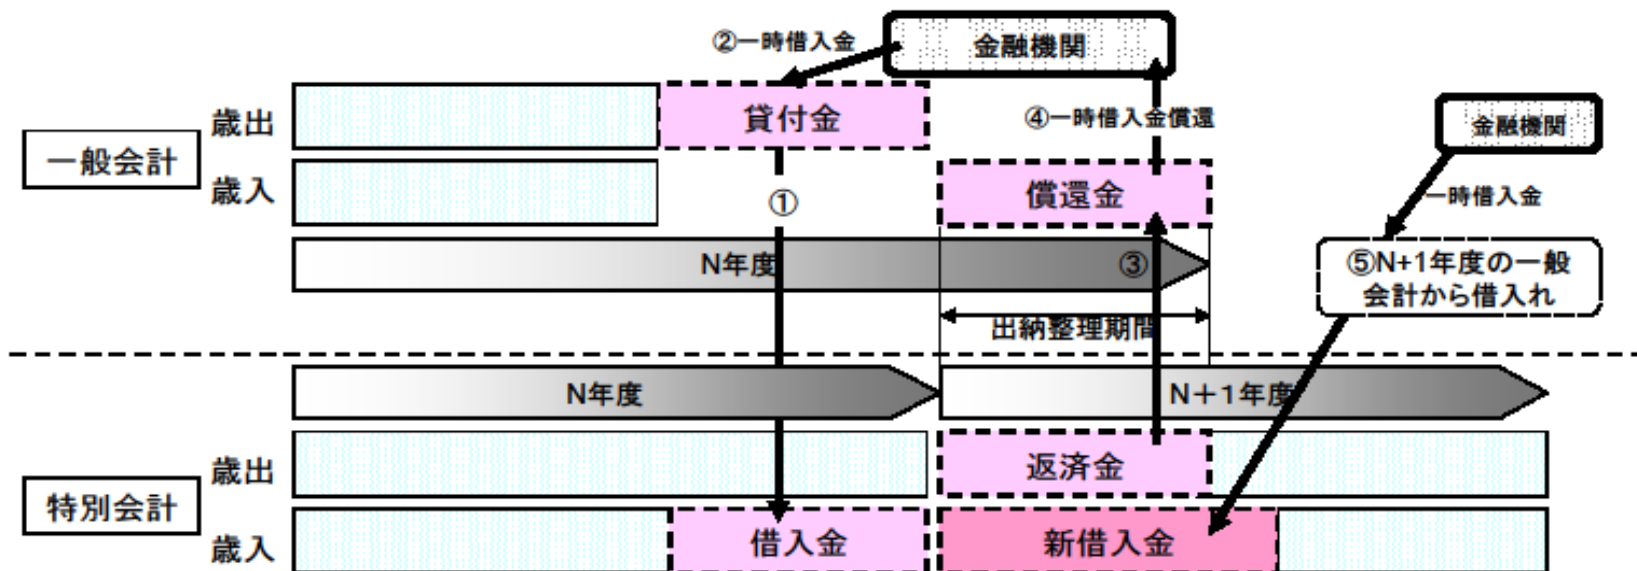 ②一時借入金
金融機関
歳出
貸付金
④一時借入金償還
金融機関
一般会計
歳入
①
償還金
一時借入金
N年度
③
⑤N+1年度の一般
会計から借入れ
出納整理期間
N年度
N+1年度
歳出
返済金
特別会計
歳入
借入金
新借入金